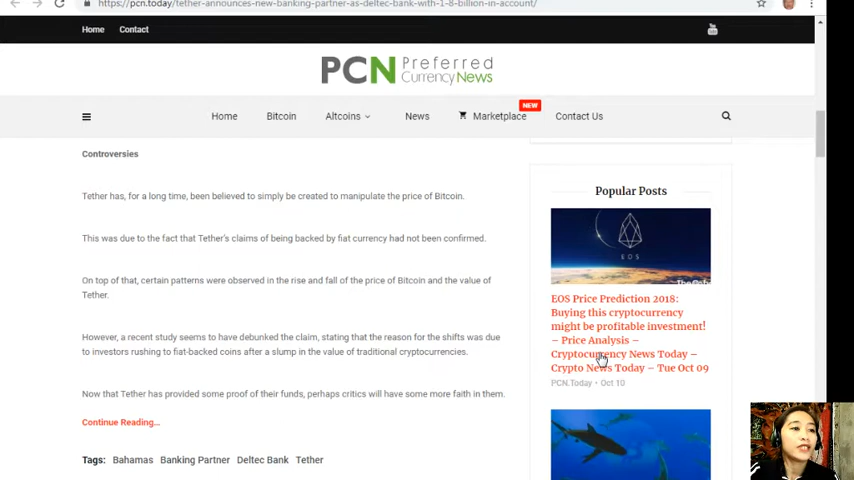 https://pcn.today/tether-announces-new-banking-partner-as-deltec-bank-with-1-8-billion-in-account/
Home Contact
PCN Preferred
Currency News
Home Bitcoin Altcoins News Marketplace NEW Contact Us
Controversies
Tether has, for a long time, been believed to simply be created to manipulate the price of Bitcoin.
This was due to the fact that Tether's claims of being backed by fiat currency had not been confirmed.
On top of that, certain patterns were observed in the rise and fall of the price of Bitcoin and the value of
Tether.
However, a recent study seems to have debunked the claim, stating that the reason for the shifts was due
to investors rushing to fiat-backed coins after a slump in the value of traditional cryptocurrencies.
Now that Tether has provided some proof of their funds, perhaps critics will have some more faith in them.
Continue Reading...
Tags: Bahamas Banking Partner Deltec Bank Tether
Popular Posts
EOS
EOS Price Prediction 2018:
Buying this cryptocurrency
might be profitable investment!
– Price Analysis –
Cryptocurrency News Today –
Crypto News Today – Tue Oct 09
PCN.Today • Oct 10